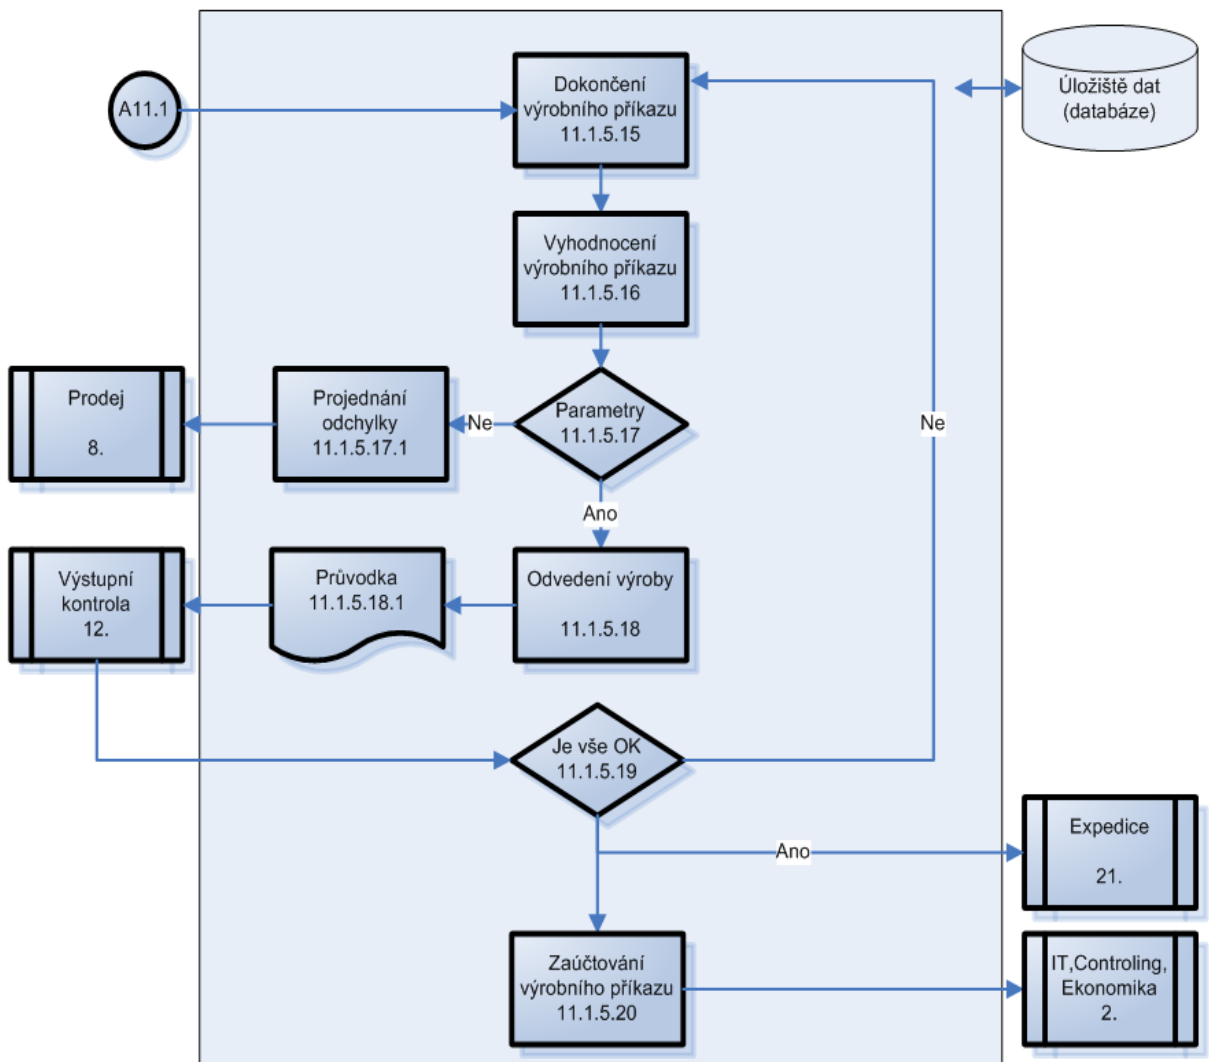 Dokončení
výrobního příkazu
11.1.5.15
Úložiště dat
(databáze)
A11.1
Vyhodnocení
výrobního příkazu
11.1.5.16
Prodej
8.
Projednání
odchylky
11.1.5.17.1
Ne
Parametry
11.1.5.17
Ne
Ano
Výstupní
kontrola
12.
Průvodka
11.1.5.18.1
Odvedení výroby
11.1.5.18
Je vše OK
11.1.5.19
Ano
Expedice
21.
Zaúčtování
výrobního příkazu
11.1.5.20
IT,Controling,
Ekonomika
2.